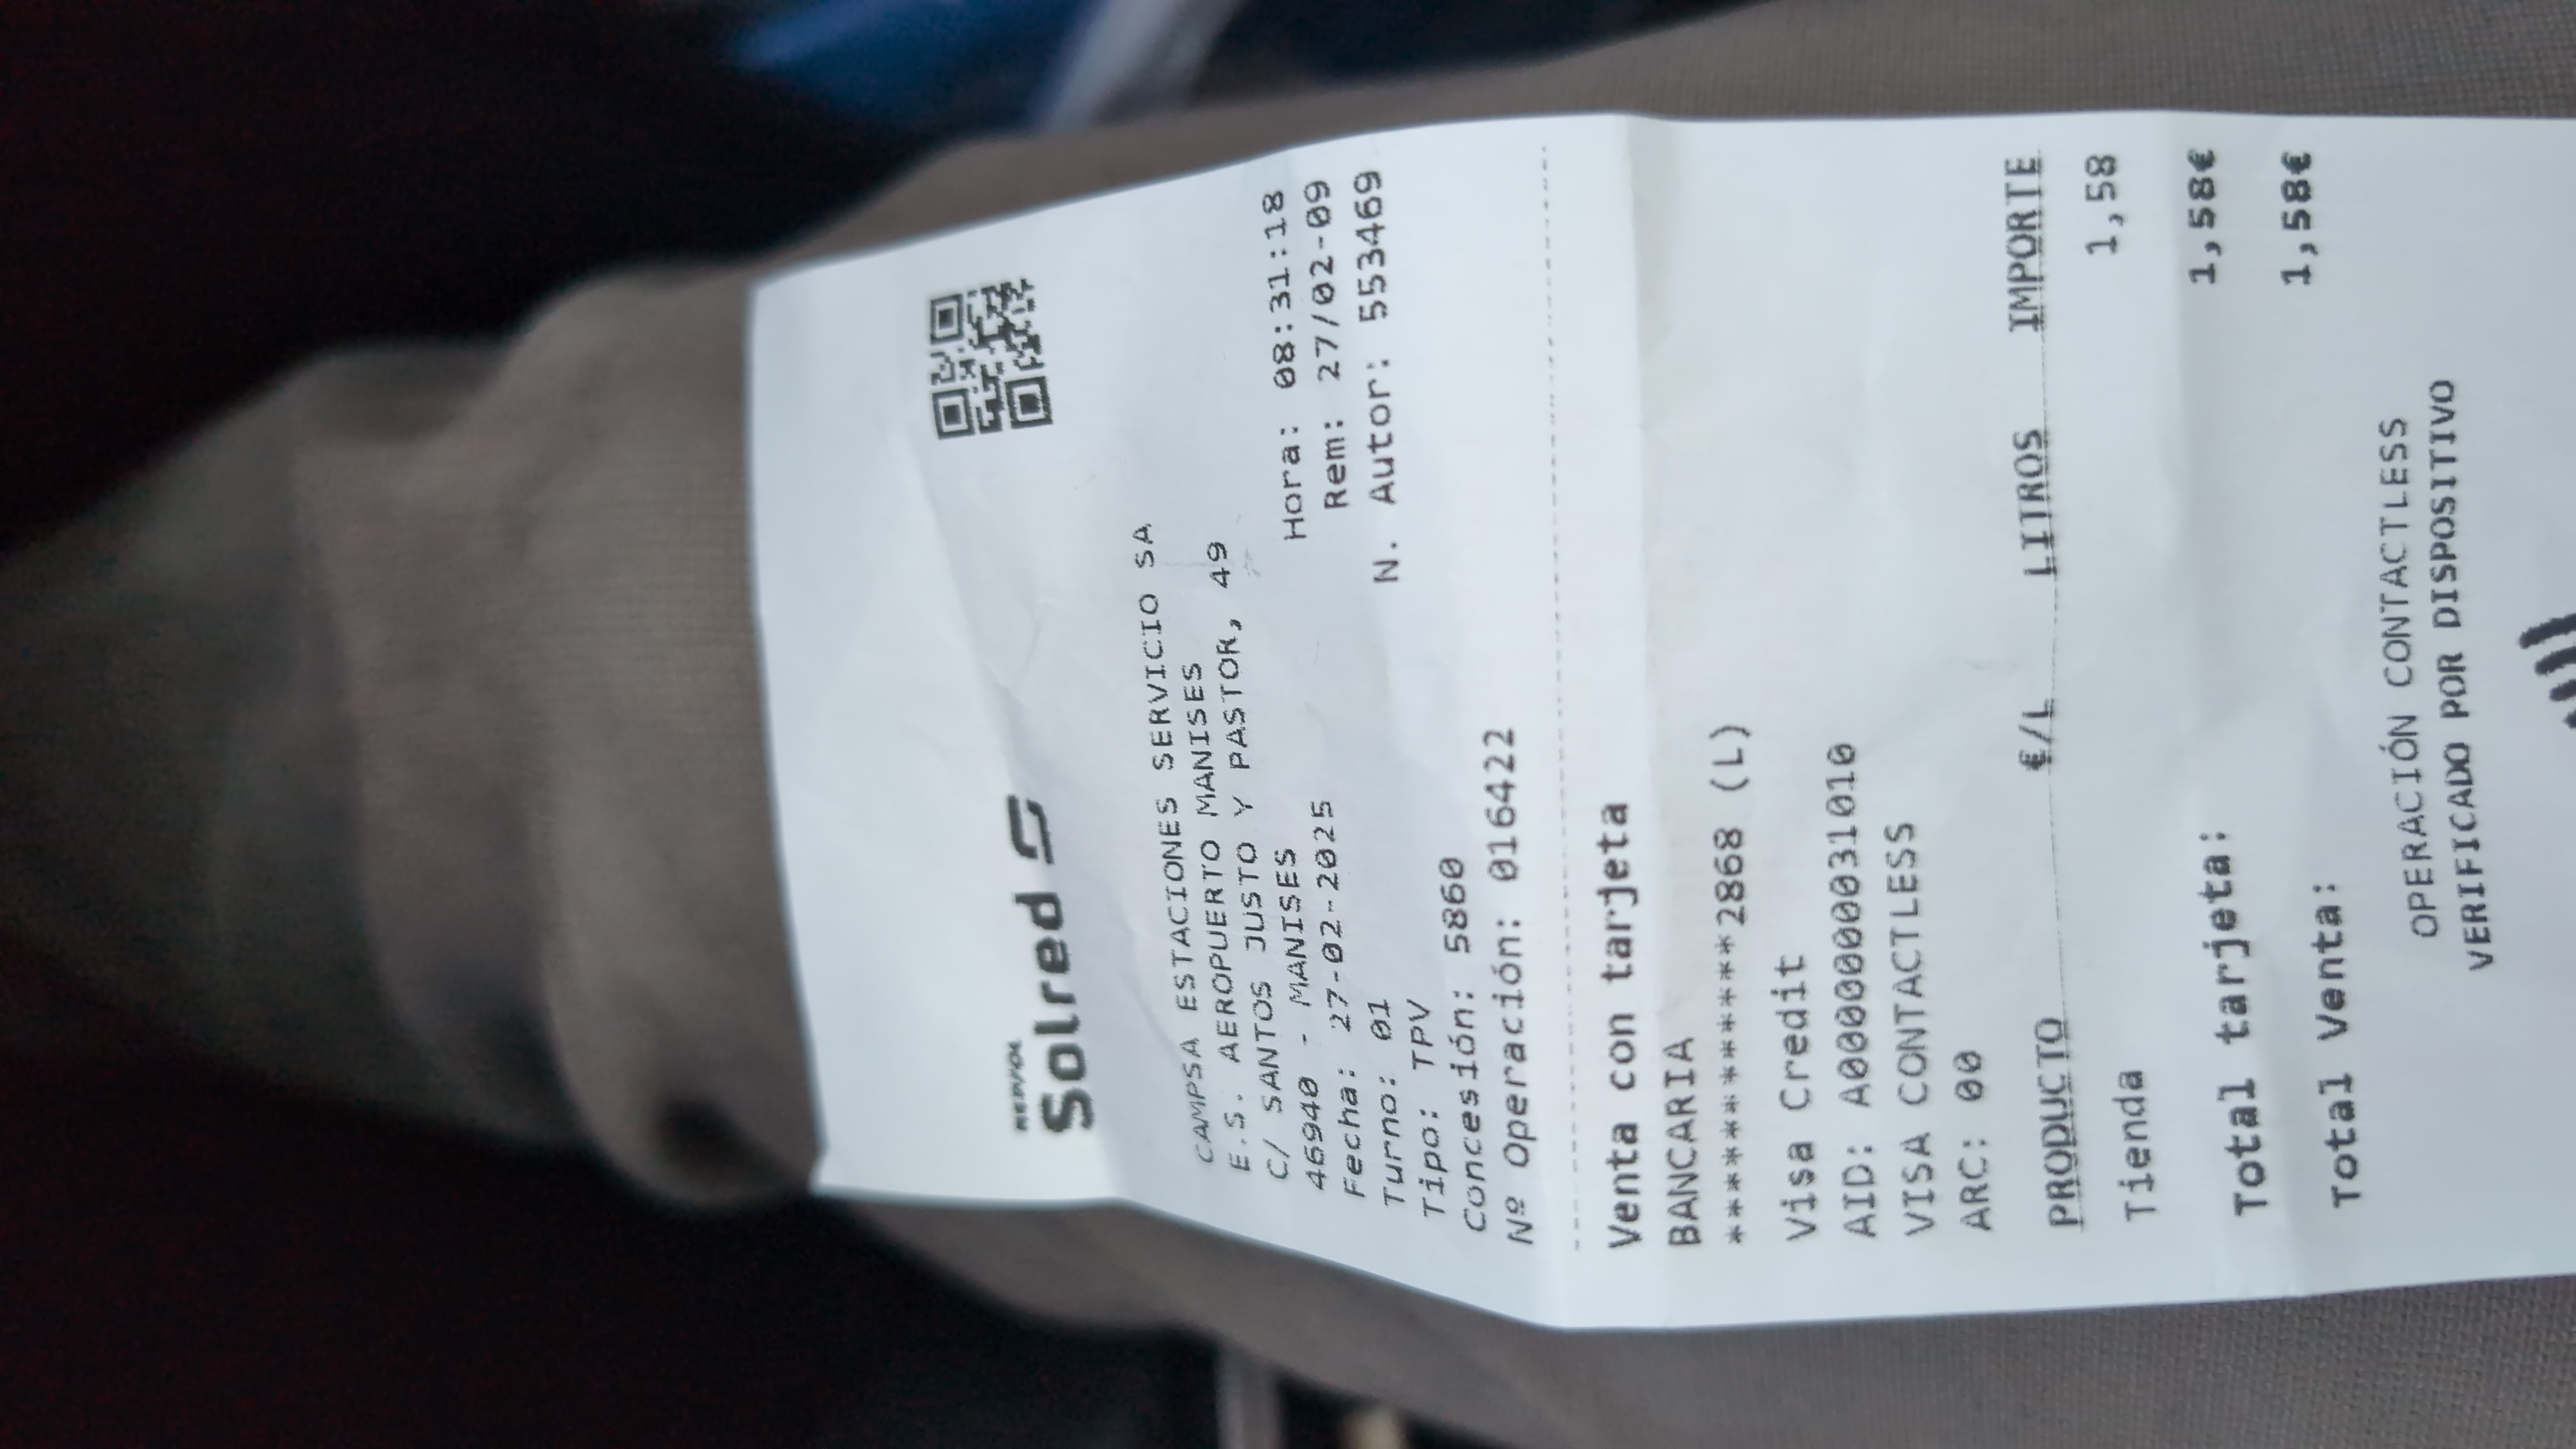 REPSOL
Solred
CAMPSA ESTACIONES SERVICIO SA
E.S. AEROPUERTO MANISES
C/ SANTOS JUSTO Y PASTOR, 49
46940 - MANISES
Fecha: 27-02-2025 Hora: 08:31:18
Turno: 01 Rem: 27/02-09
Tipo: TPV N. Autor: 553469
Concesión: 5860
Nº Operación: 016422
Venta con tarjeta
BANCARIA
************2868 (L)
Visa Credit
AID: A0000000031010
VISA CONTACTLESS
ARC: 00
PRODUCTO €/L LITROS IMPORTE
Tienda 1,58
Total tarjeta: 1,58€
Total Venta: 1,58€
OPERACIÓN CONTACTLESS
VERIFICADO POR DISPOSITIVO